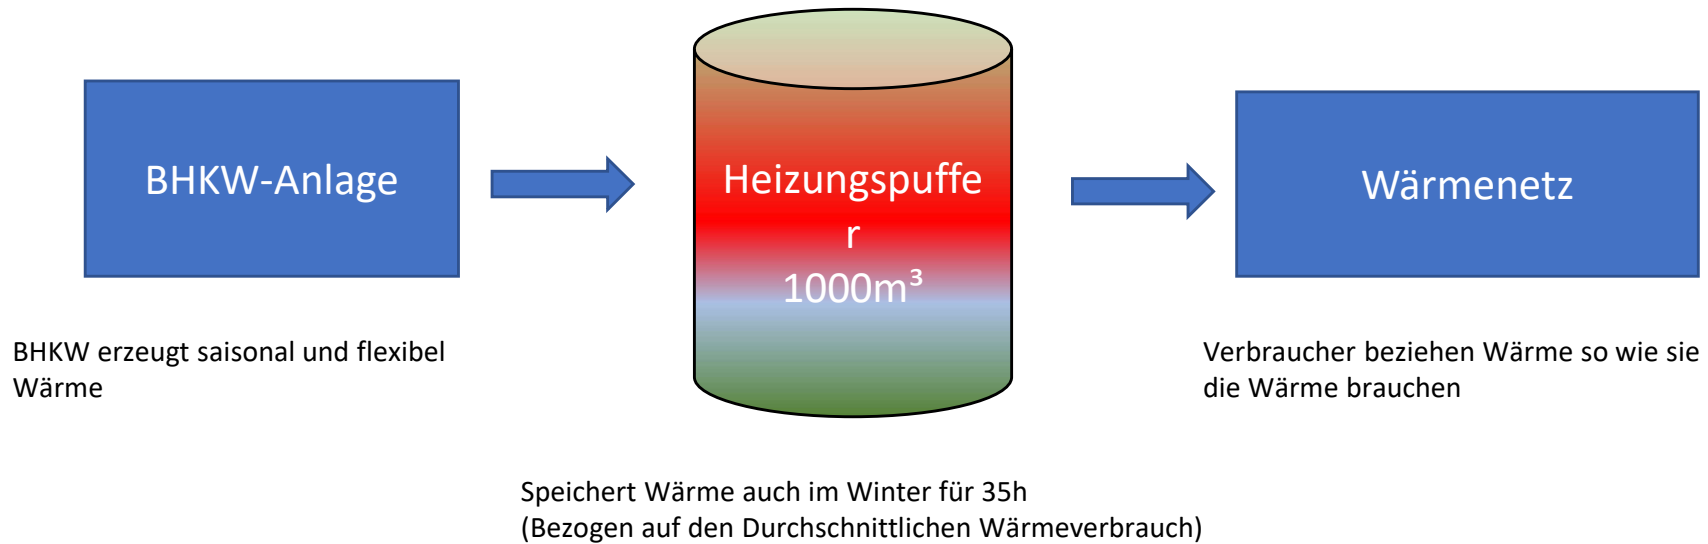 BHKW-Anlage
Heizungspuffe
r
1000m³
Wärmenetz
BHKW erzeugt saisonal und flexibel
Wärme
Verbraucher beziehen Wärme so wie sie
die Wärme brauchen
Speichert Wärme auch im Winter für 35h
(Bezogen auf den Durchschnittlichen Wärmeverbrauch)